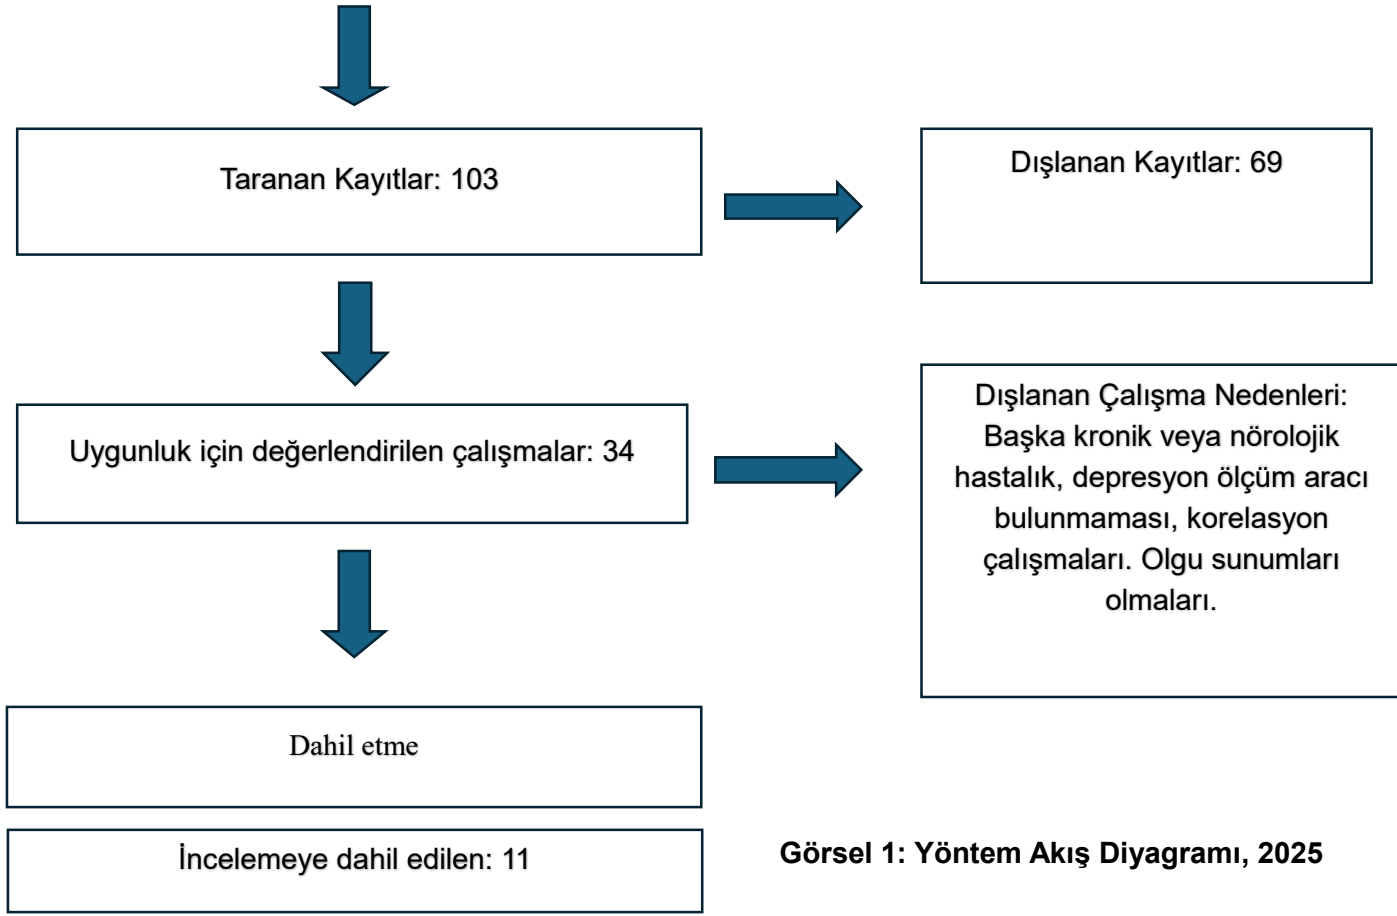 Taranan Kayıtlar: 103
Dışlanan Kayıtlar: 69
Uygunluk için değerlendirilen çalışmalar: 34
Dışlanan Çalışma Nedenleri:
Başka kronik veya nörolojik
hastalık, depresyon ölçüm aracı
bulunmaması, korelasyon
çalışmaları. Olgu sunumları
olmaları.
Dahil etme
İncelemeye dahil edilen: 11
Görsel 1: Yöntem Akış Diyagramı, 2025